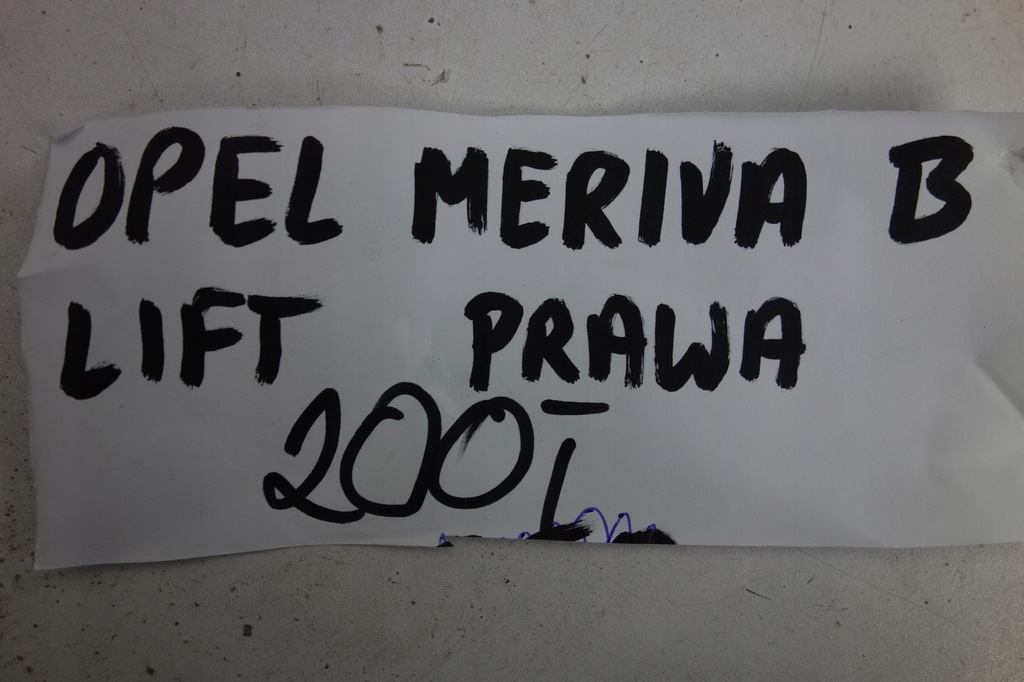 OPEL MERIVA B
LIFT PRAWA
200,-